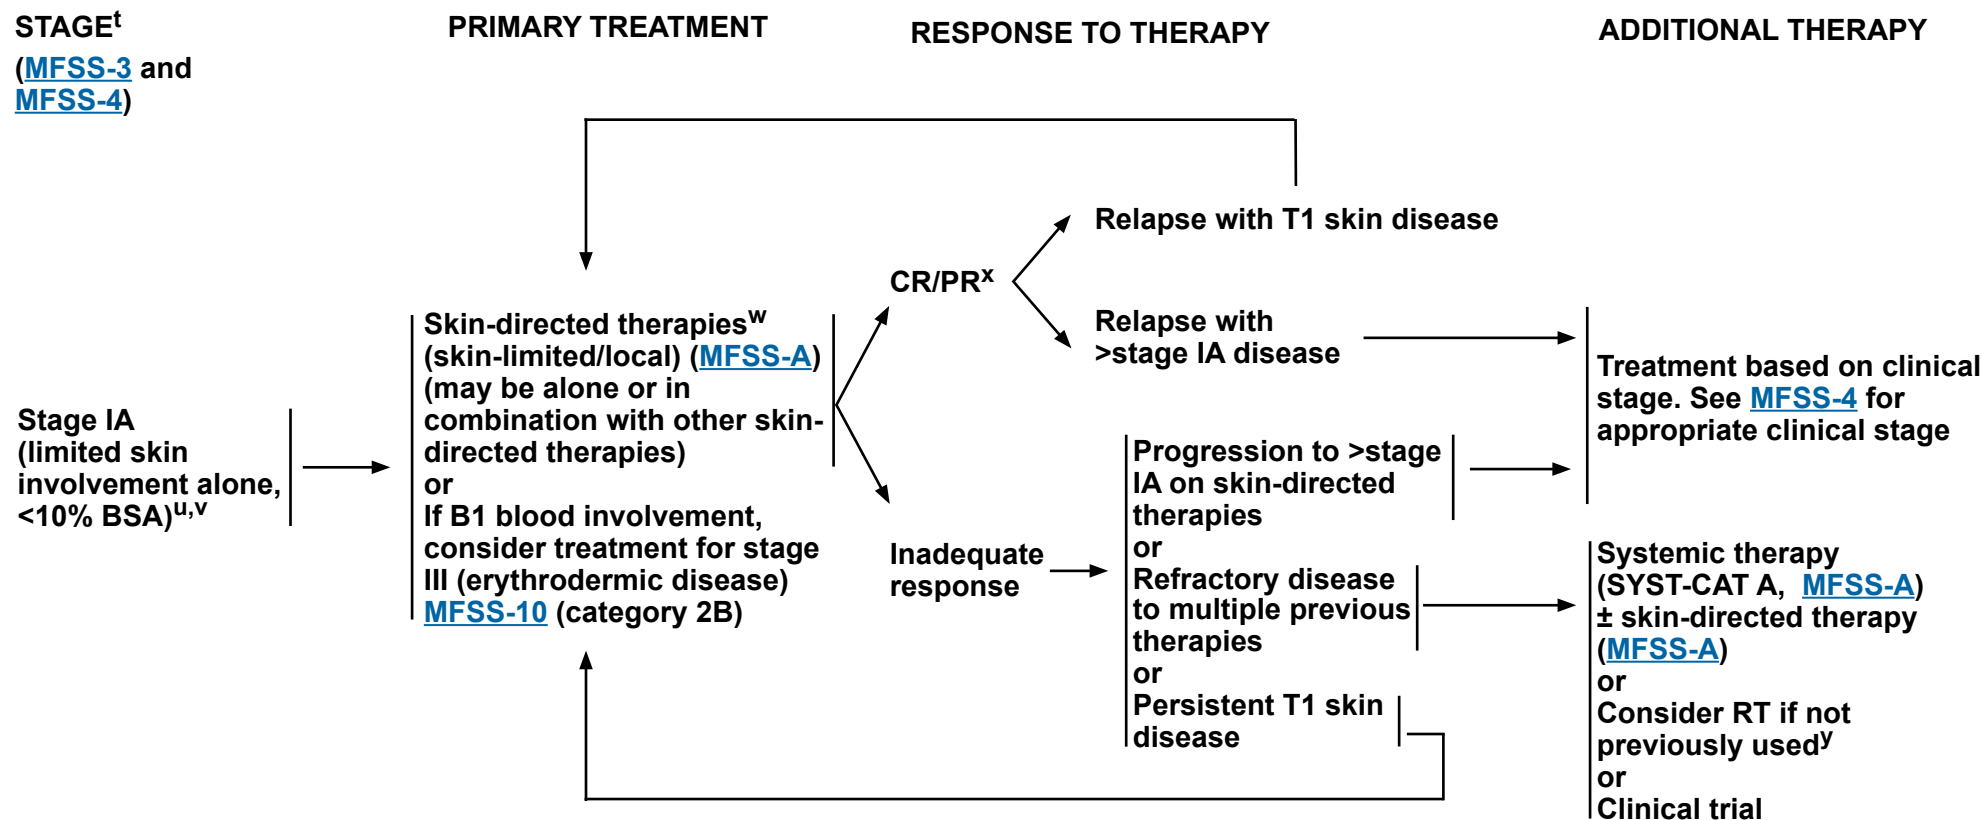 STAGEᵗ
(MFSS-3 and
MFSS-4)
PRIMARY TREATMENT
RESPONSE TO THERAPY
ADDITIONAL THERAPY
Stage IA
(limited skin
involvement alone,
<10% BSA)ᵘ,ᵛ
Skin-directed therapiesʷ
(skin-limited/local) (MFSS-A)
(may be alone or in
combination with other skin-
directed therapies)
or
If B1 blood involvement,
consider treatment for stage
III (erythrodermic disease)
MFSS-10 (category 2B)
CR/PRˣ
Relapse with T1 skin disease
Relapse with
>stage IA disease
Inadequate
response
Progression to >stage
IA on skin-directed
therapies
or
Refractory disease
to multiple previous
therapies
or
Persistent T1 skin
disease
Treatment based on clinical
stage. See MFSS-4 for
appropriate clinical stage
Systemic therapy
(SYST-CAT A, MFSS-A)
± skin-directed therapy
(MFSS-A)
or
Consider RT if not
previously usedʸ
or
Clinical trial